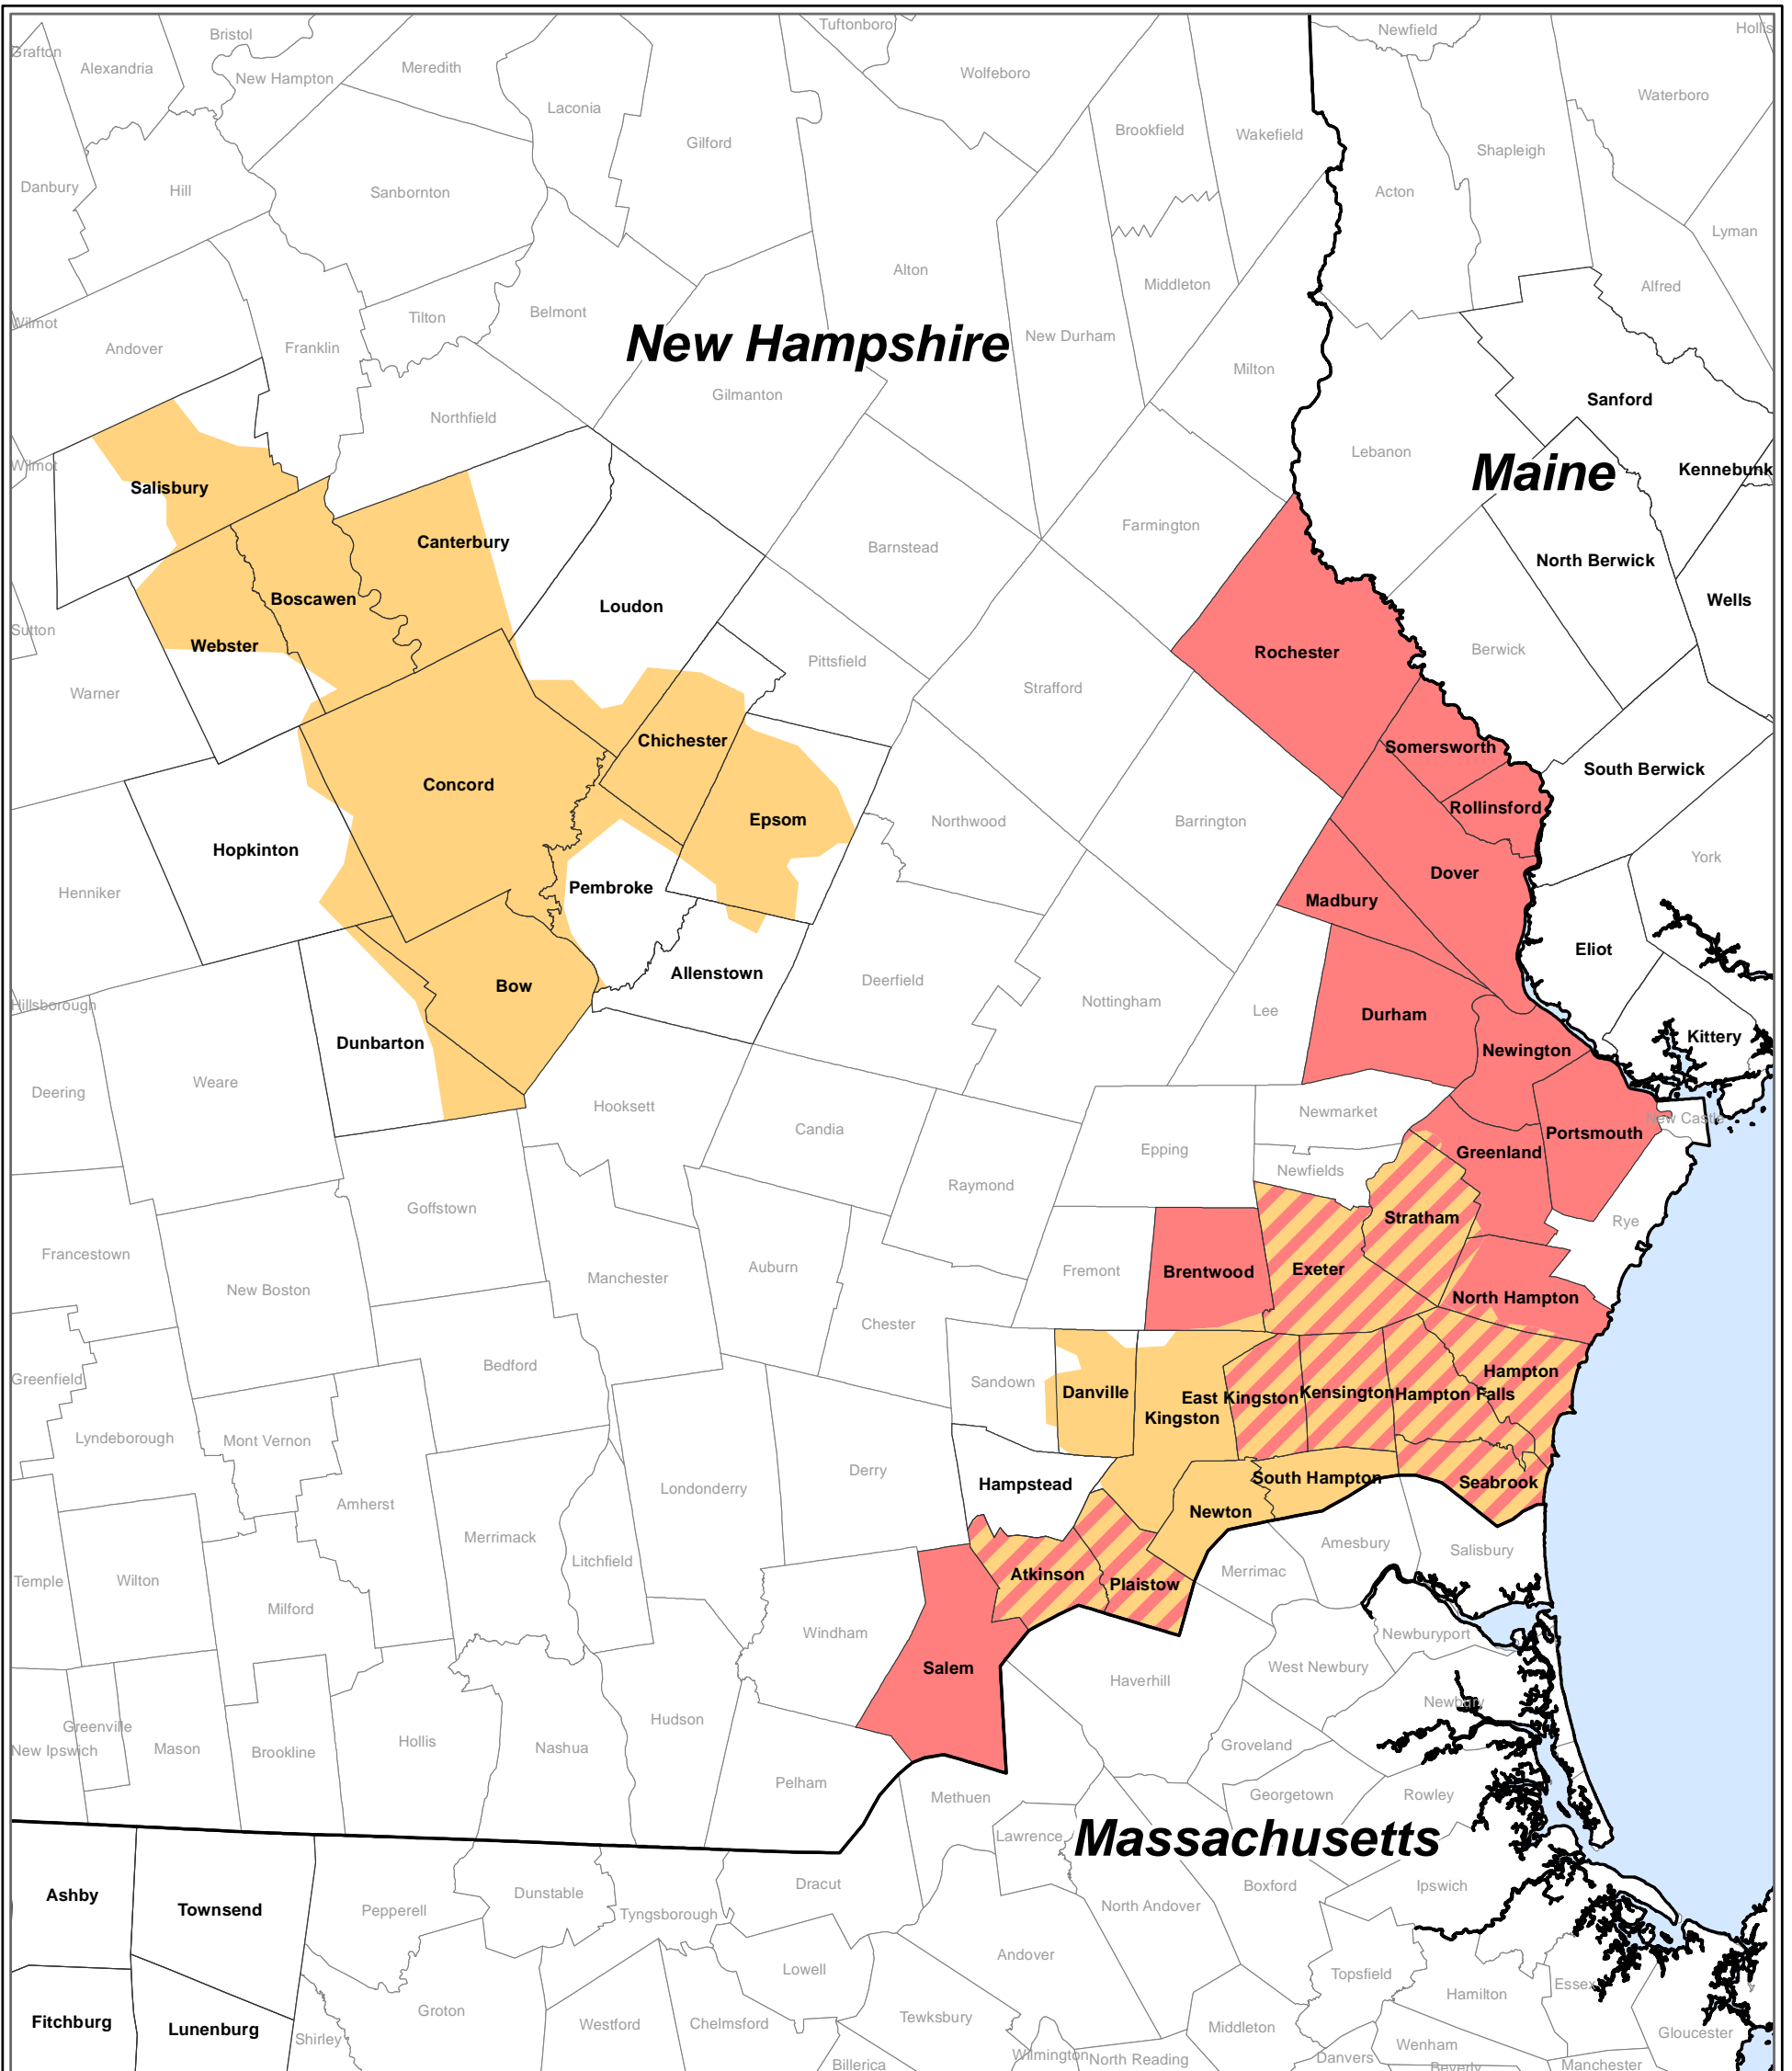 Tuftonboro
Newfield
Hollis
Bristol
Grafton
Alexandria
New Hampton
Meredith
Wolfeboro
Waterboro
Laconia
Gilford
Brookfield
Wakefield
Shapleigh
Danbury
Hill
Sanbornton
Acton
Lyman
Alton
Middleton
Alfred
Wilmot
Andover
Franklin
Tilton
Belmont
New Hampshire
New Durham
Milton
Gilmanton
Sanford
Northfield
Lebanon
Maine
Kennebunk
Wilmot
Salisbury
Canterbury
Barnstead
Farmington
North Berwick
Boscawen
Loudon
Wells
Sutton
Webster
Pittsfield
Rochester
Berwick
Warner
Strafford
Chichester
Somersworth
South Berwick
Concord
Epsom
Northwood
Barrington
Rollinsford
Hopkinton
York
Henniker
Pembroke
Madbury
Dover
Eliot
Allenstown
Deerfield
Bow
Nottingham
Lee
Durham
Hillsborough
Dunbarton
Newington
Kittery
Deering
Weare
Hooksett
Newmarket
New Castle
Candia
Epping
Greenland
Portsmouth
Raymond
Newfields
Goffstown
Stratham
Rye
Francestown
New Boston
Manchester
Auburn
Fremont
Brentwood
Exeter
North Hampton
Chester
Bedford
Greenfield
Sandown
Danville
East Kingston
Kensington
Hampton Falls
Hampton
Kingston
Lyndeborough
Mont Vernon
Derry
Londonderry
Hampstead
South Hampton
Seabrook
Amherst
Newton
Merrimack
Litchfield
Amesbury
Salisbury
Temple
Wilton
Milford
Atkinson
Plaistow
Merrimac
Windham
Newburyport
Salem
Haverhill
West Newbury
Newbury
Greenville
Hudson
New Ipswich
Mason
Brookline
Hollis
Nashua
Groveland
Pelham
Methuen
Georgetown
Rowley
Lawrence
Massachusetts
Ashby
Townsend
Pepperell
Dunstable
Dracut
Boxford
Ipswich
Tyngsborough
North Andover
Andover
Lowell
Topsfield
Essex
Hamilton
Fitchburg
Lunenburg
Groton
Shirley
Westford
Chelmsford
Tewksbury
Middleton
Gloucester
Wenham
Wilmington
North Reading
Danvers
Billerica
Beverly
Manchester